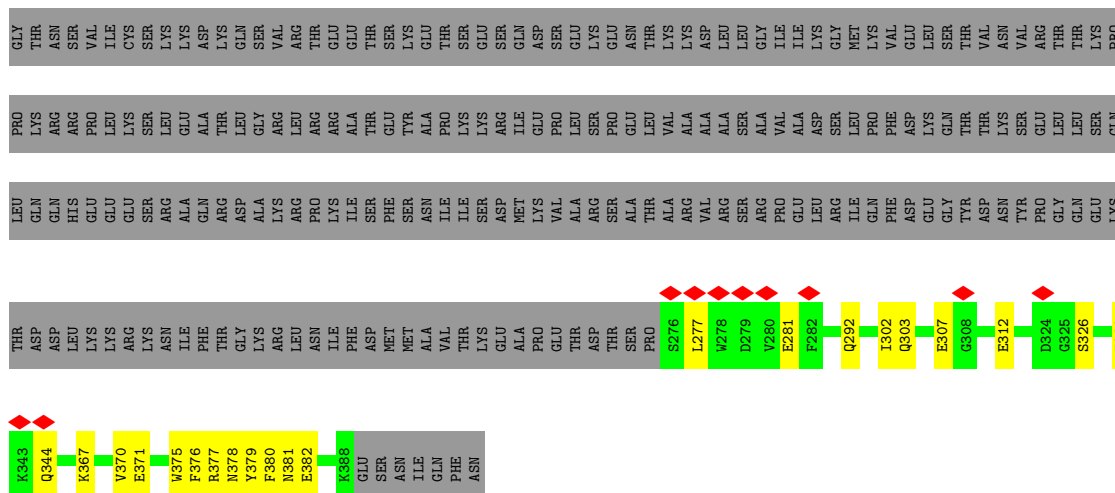 GLY THR ASN SER VAL ILE CYS SER LYS LYS ASP LYS GLN SER VAL ARG THR GLU GLU THR SER LYS GLU THR SER GLU SER GLN ASP SER GLU LYS GLU ASN THR LYS LYS ASP LEU LEU GLY ILE ILE LYS GLY MET LYS VAL GLU LEU SER THR VAL ASN VAL ARG THR THR LYS PRO
PRO LYS ARG ARG PRO LEU LYS SER LEU GLU ALA THR LEU GLY ARG LEU ARG ARG ALA THR GLU TYR ALA PRO LYS LYS ARG ILE GLU PRO LEU SER PRO GLU LEU VAL ALA ALA ALA SER ALA VAL ALA ASP SER LEU PRO PHE ASP LYS GLN THR THR LYS SER GLU LEU LEU SER GLN
LEU GLN GLN HIS GLU GLU GLU SER ARG ALA GLN ARG ASP ALA LYS ARG PRO LYS ILE SER PHE SER ASN ILE ILE SER ASP MET LYS VAL ALA ARG SER ALA THR ALA ARG VAL ARG SER ARG PRO GLU LEU ARG ILE GLN PHE ASP GLU GLY TYR ASP ASN TYR PRO GLY GLN GLU LYS
THR ASP ASP LEU LYS LYS ARG LYS ASN ILE PHE THR GLY LYS ARG LEU ASN ILE PHE ASP MET MET ALA VAL THR LYS GLU ALA PRO GLU THR ASP THR SER PRO S276 L277 W278 D279 V280 E281 F282 Q292 I302 Q303 E307 G308 E312 D324 G325 S326
K343 Q344 K367 V370 E371 W375 F376 R377 N378 Y379 F380 N381 E382 K388 GLU SER ASN ILE GLN PHE ASN